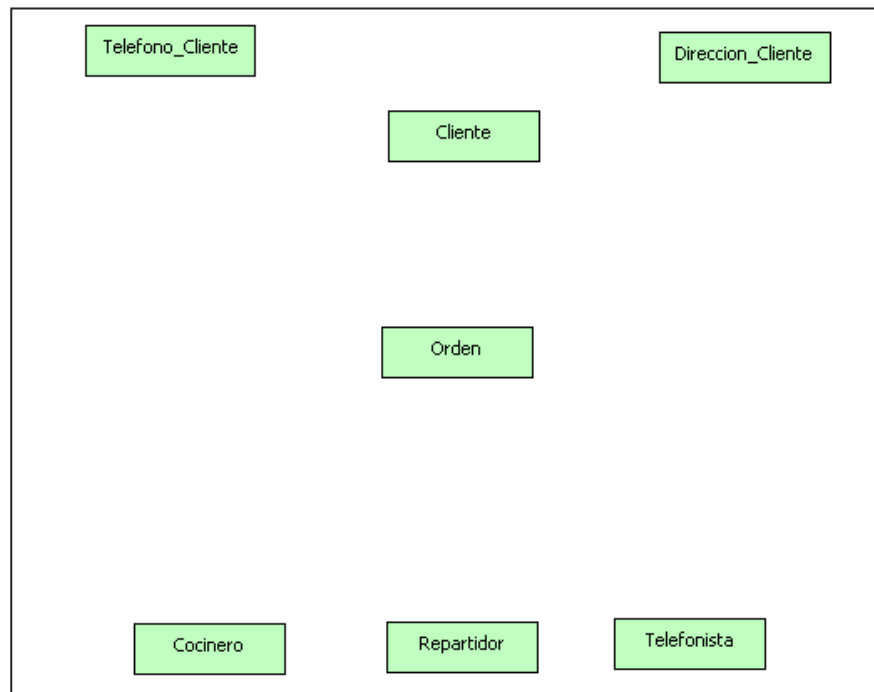 Telefono_Cliente
Direccion_Cliente
Cliente
Orden
Cocinero
Repartidor
Telefonista